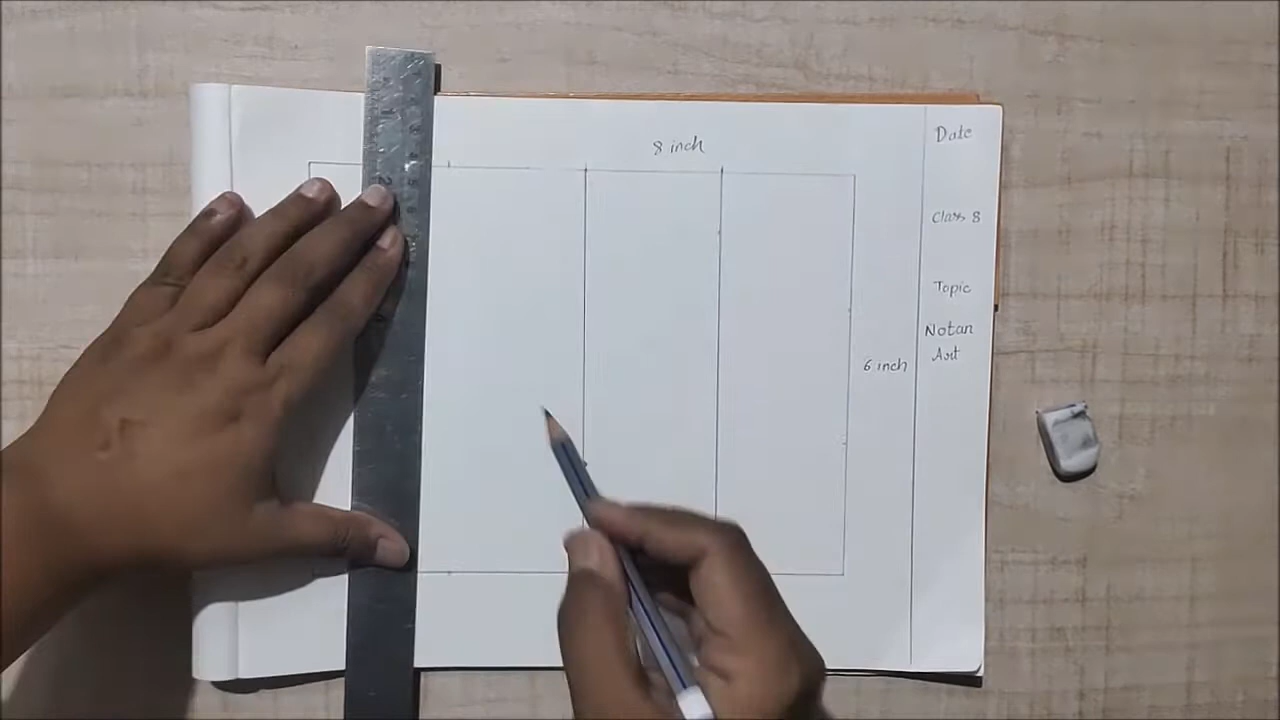 8 inch
6 inch
Date
Class 8
Topic
Notan
Art